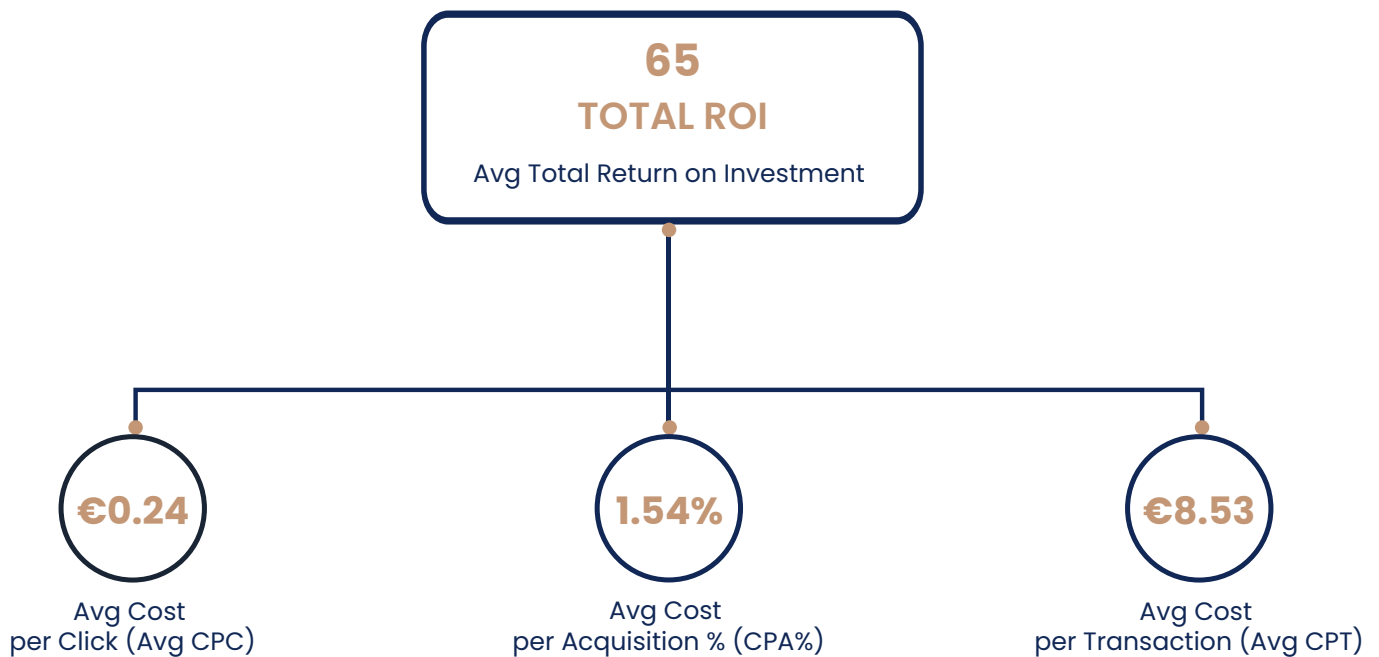 65
TOTAL ROI
Avg Total Return on Investment
€0.24
1.54%
€8.53
Avg Cost
per Click (Avg CPC)
Avg Cost
per Acquisition % (CPA%)
Avg Cost
per Transaction (Avg CPT)